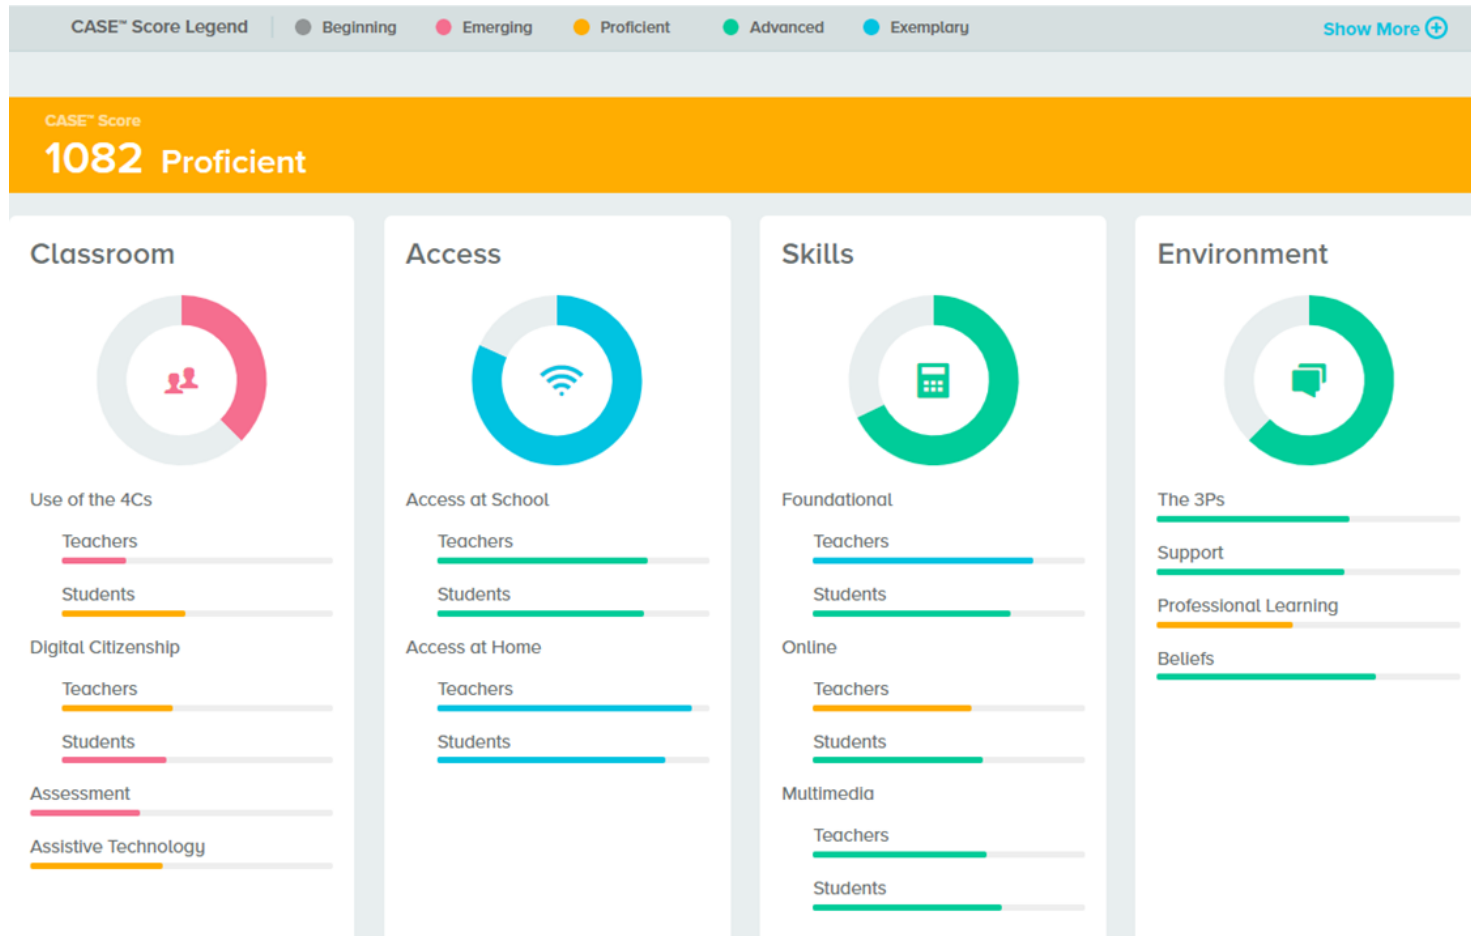 CASE™ Score Legend Beginning Emerging Proficient Advanced Exemplary Show More
CASE™ Score
1082 Proficient
Classroom
Use of the 4Cs
Teachers
Students
Digital Citizenship
Teachers
Students
Assessment
Assistive Technology
Access
Access at School
Teachers
Students
Access at Home
Teachers
Students
Skills
Foundational
Teachers
Students
Online
Teachers
Students
Multimedia
Teachers
Students
Environment
The 3Ps
Support
Professional Learning
Beliefs